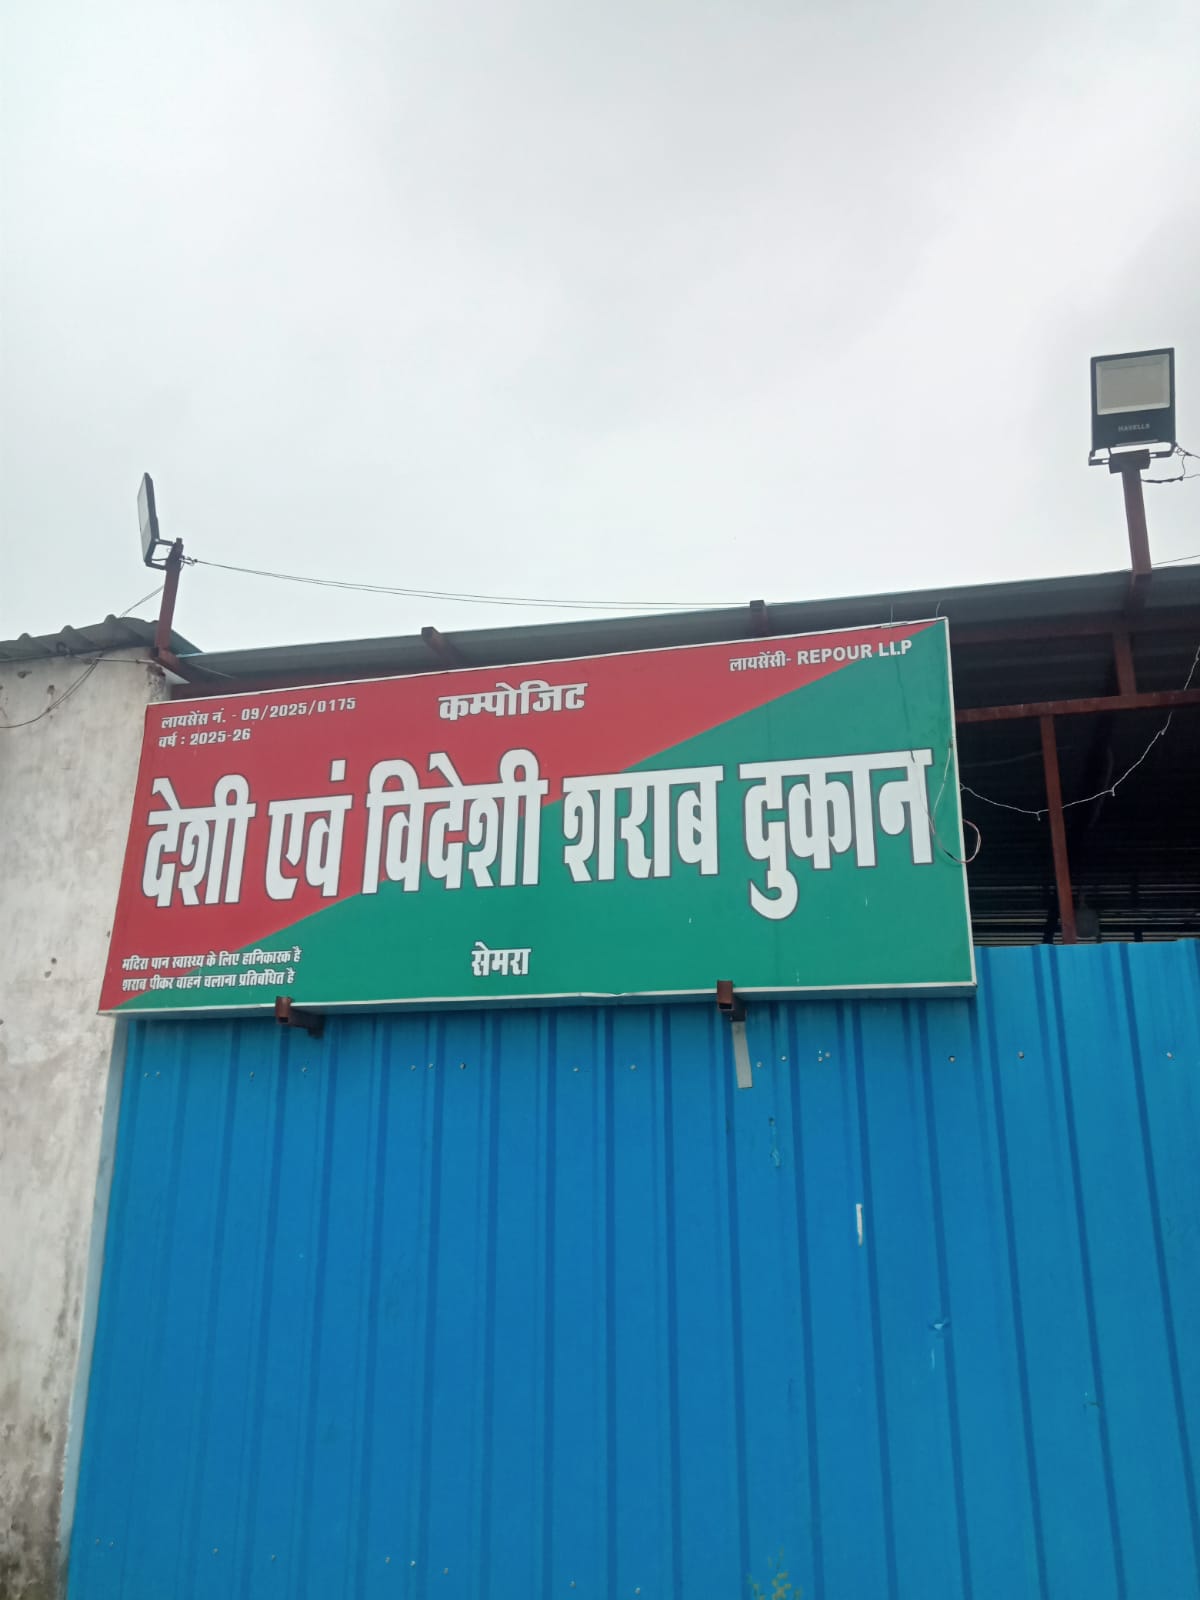 लायसेंस नं. - 09/2025/0175
वर्ष : 2025-26
कम्पोजिट
लायसेंसी- REPOUR LLP
देशी एवं विदेशी शराब दुकान
मदिरा पान स्वास्थ्य के लिए हानिकारक है
शराब पीकर वाहन चलाना प्रतिबंधित है
सेमरा
HAVELLS